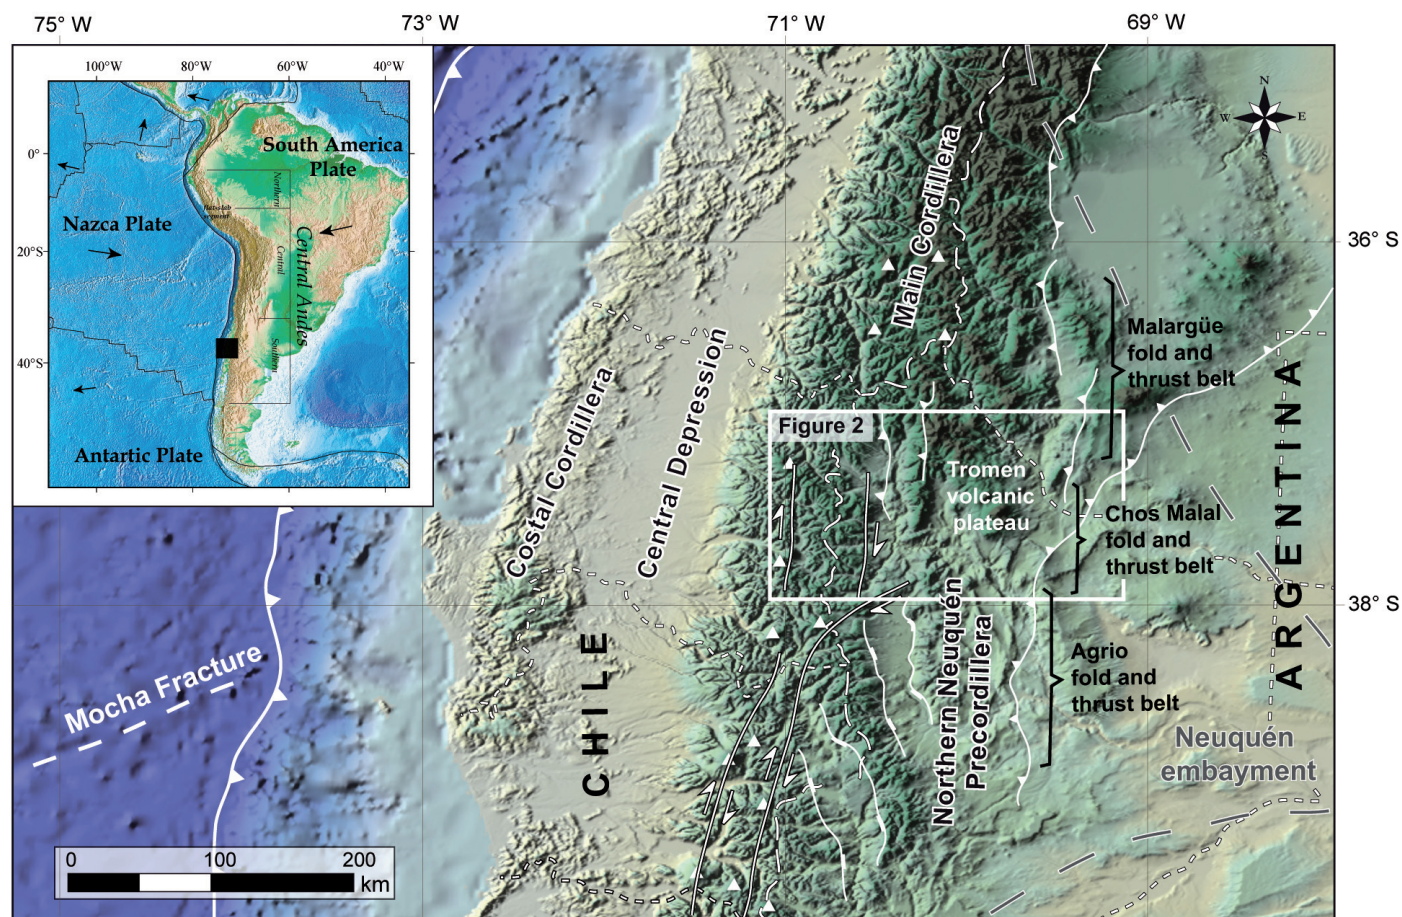 75° W
73° W
71° W
69° W
100°W
80°W
60°W
40°W
0°
20°S
40°S
South America
Plate
Nazca Plate
Antartic Plate
Northern
Central
Southern
Central Andes
N
W
E
S
36° S
38° S
Main Cordillera
Costal Cordillera
Central Depression
Figure 2
Tromen
volcanic
plateau
Malargüe
fold and
thrust belt
Chos Malal
fold and
thrust belt
Agrio
fold and
thrust belt
Northern Neuquén
Precordillera
Neuquén
embayment
ARGENTINA
CHILE
Mocha Fracture
0
100
200
km